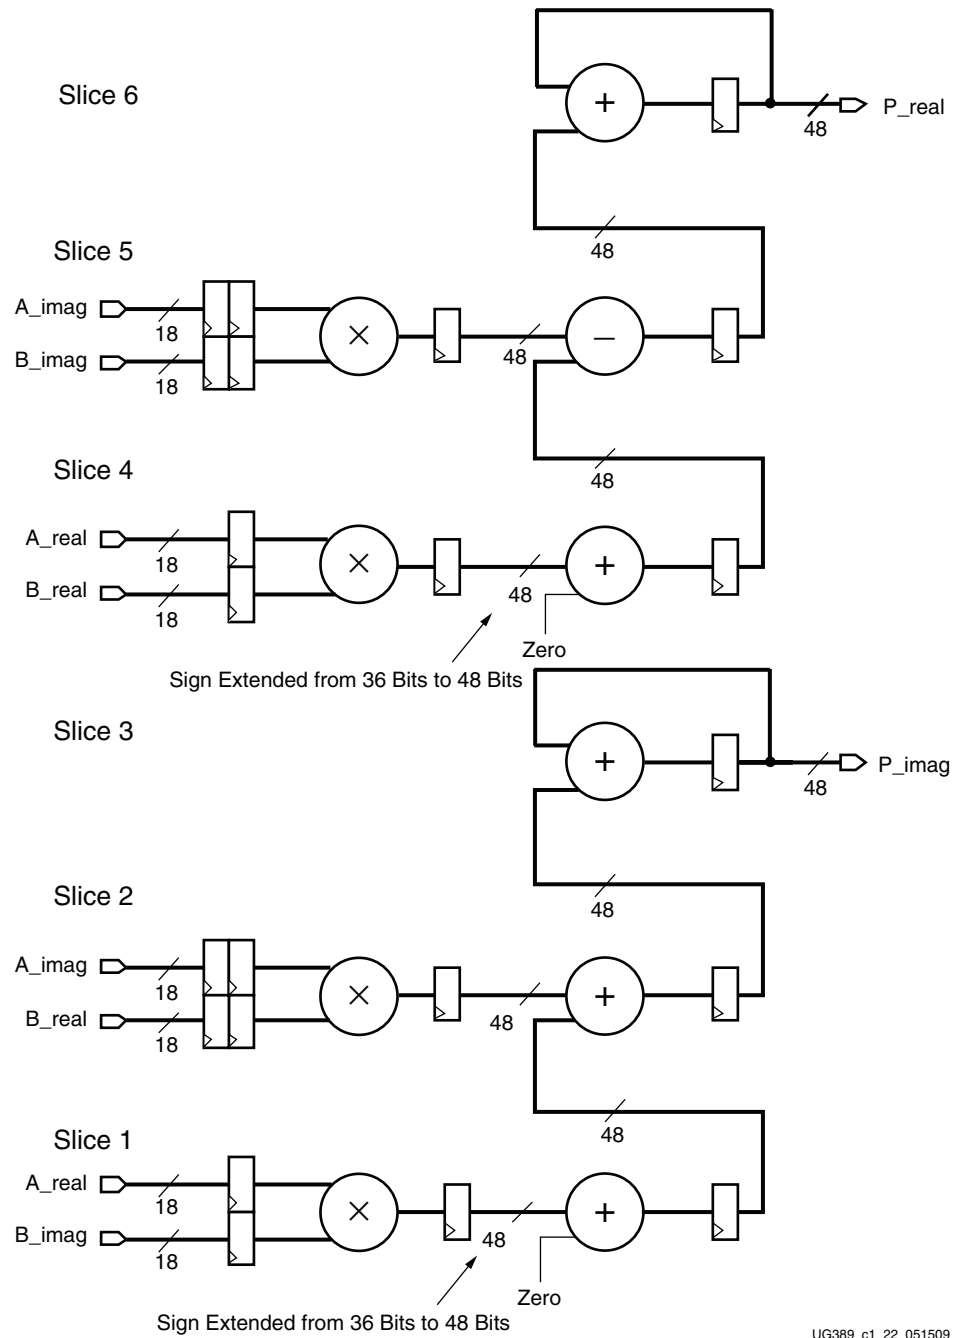 Slice 6
+
P_real
48
48
Slice 5
A_imag
18
B_imag
18
×
48
–
48
Slice 4
A_real
18
B_real
18
×
48
+
Zero
Sign Extended from 36 Bits to 48 Bits
Slice 3
+
P_imag
48
48
Slice 2
A_imag
18
B_real
18
×
48
+
48
Slice 1
A_real
18
B_imag
18
×
48
+
Zero
Sign Extended from 36 Bits to 48 Bits
UG389_c1_22_051509